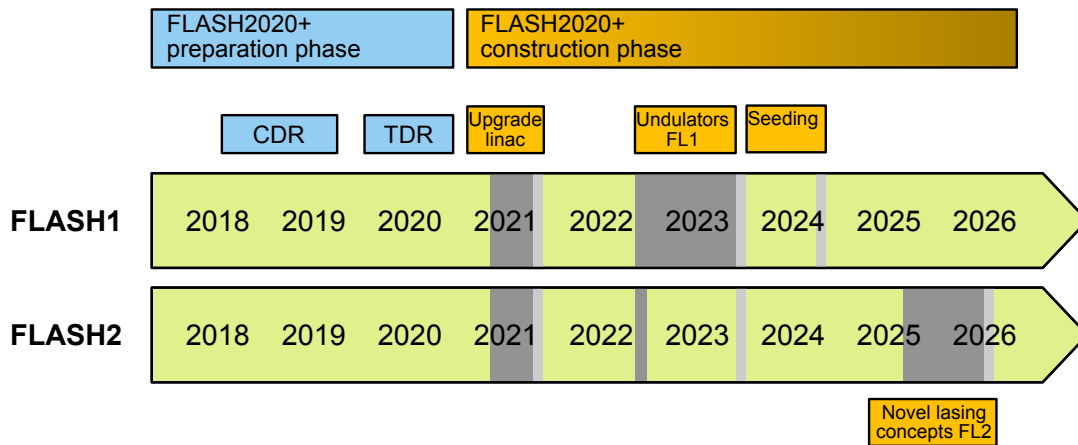 FLASH2020+
preparation phase
FLASH2020+
construction phase
CDR
TDR
Upgrade
linac
Undulators
FL1
Seeding
FLASH1
2018 2019 2020 2021 2022 2023 2024 2025 2026
FLASH2
2018 2019 2020 2021 2022 2023 2024 2025 2026
Novel lasing
concepts FL2